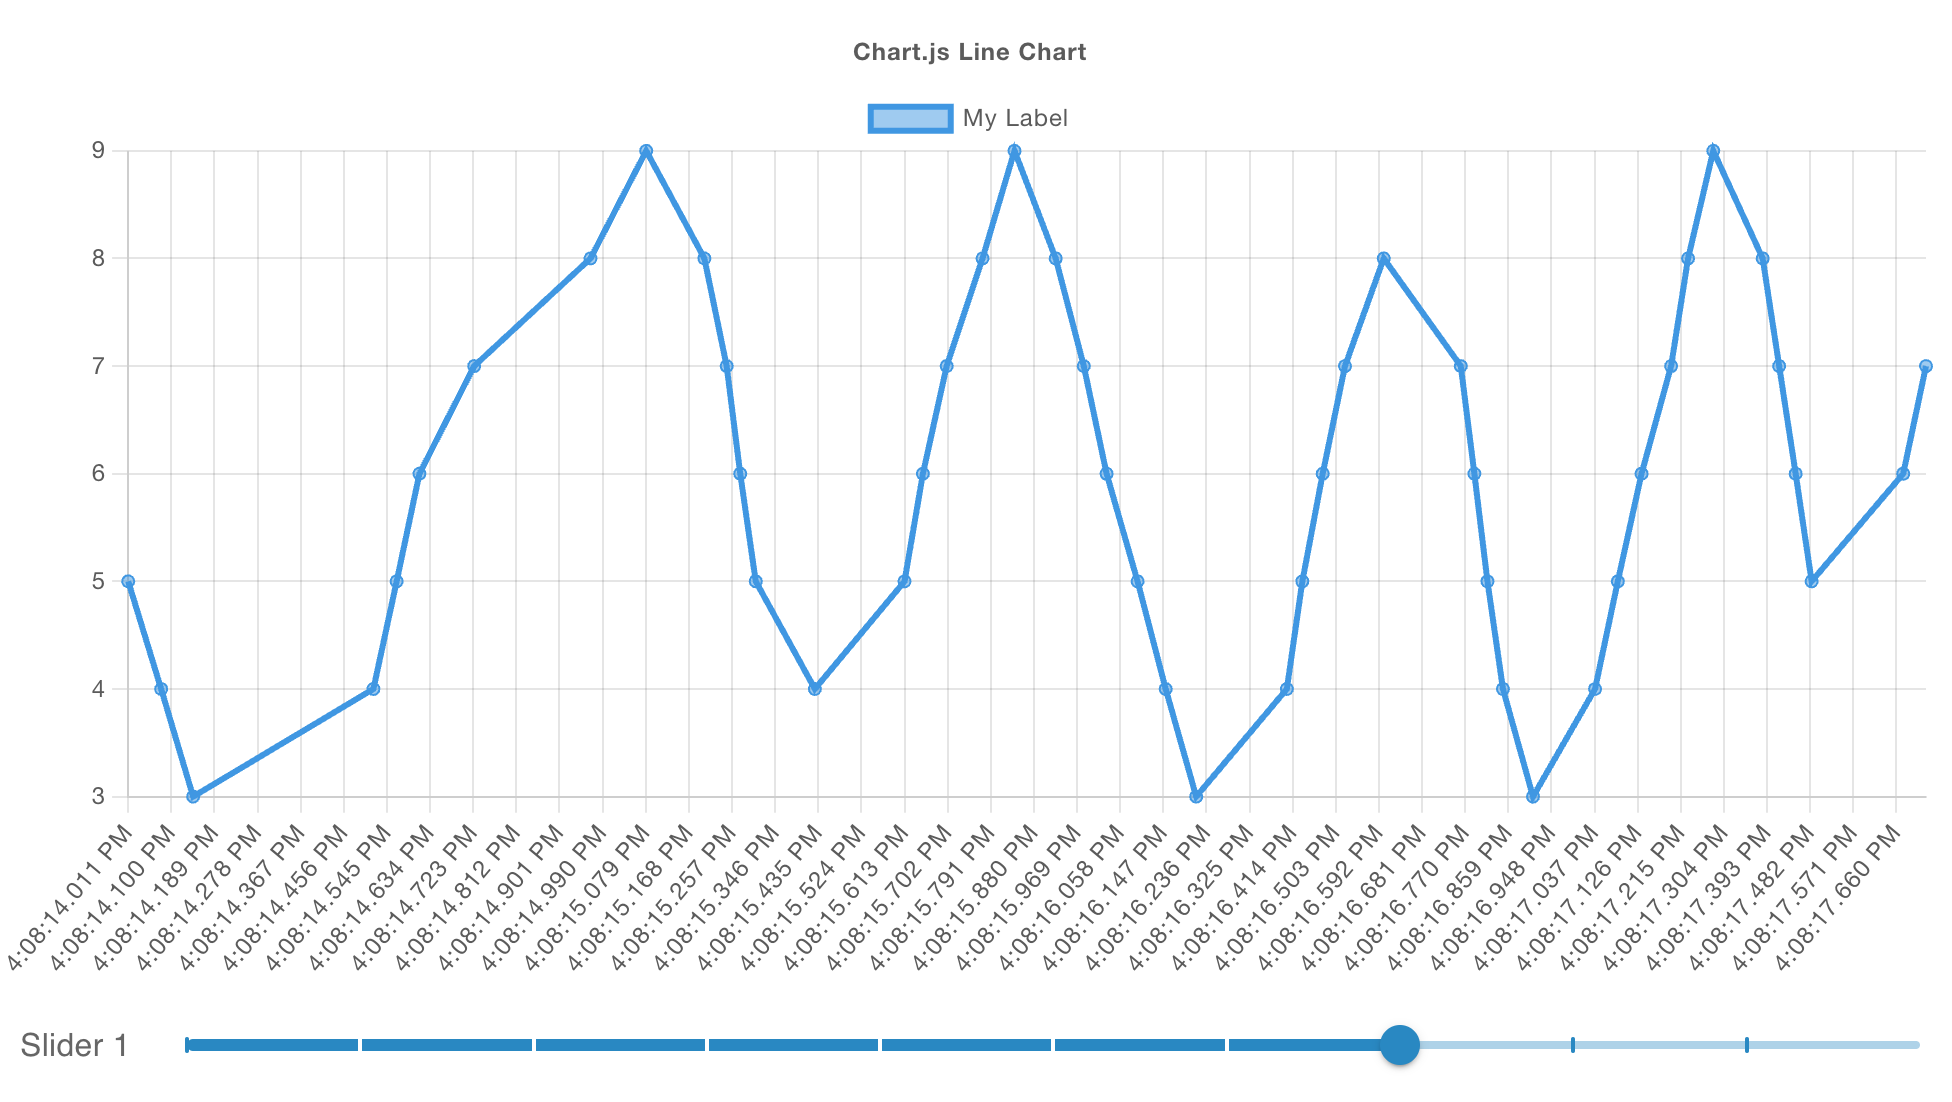 Chart.js Line Chart
My Label
9
8
7
6
5
4
3
4:08:14.011 PM
4:08:14.100 PM
4:08:14.189 PM
4:08:14.278 PM
4:08:14.367 PM
4:08:14.456 PM
4:08:14.545 PM
4:08:14.634 PM
4:08:14.723 PM
4:08:14.812 PM
4:08:14.901 PM
4:08:14.990 PM
4:08:15.079 PM
4:08:15.168 PM
4:08:15.257 PM
4:08:15.346 PM
4:08:15.435 PM
4:08:15.524 PM
4:08:15.613 PM
4:08:15.702 PM
4:08:15.791 PM
4:08:15.880 PM
4:08:15.969 PM
4:08:16.058 PM
4:08:16.147 PM
4:08:16.236 PM
4:08:16.325 PM
4:08:16.414 PM
4:08:16.503 PM
4:08:16.592 PM
4:08:16.681 PM
4:08:16.770 PM
4:08:16.859 PM
4:08:16.948 PM
4:08:17.037 PM
4:08:17.126 PM
4:08:17.215 PM
4:08:17.304 PM
4:08:17.393 PM
4:08:17.482 PM
4:08:17.571 PM
4:08:17.660 PM
Slider 1